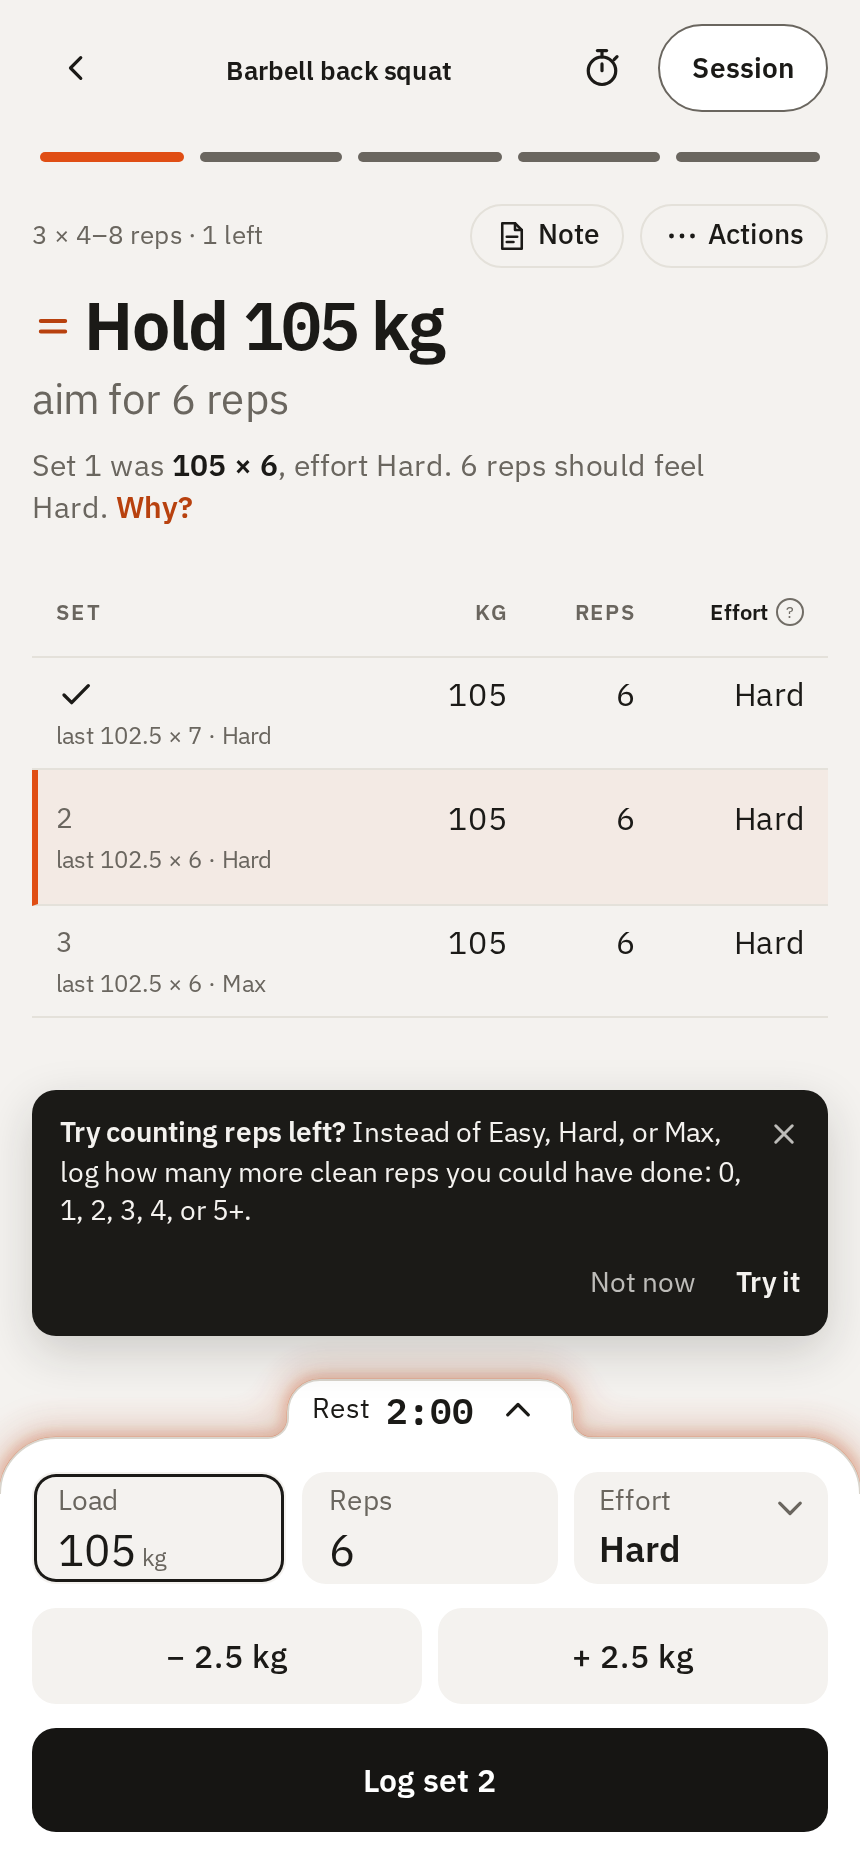 Barbell back squat
Session
3 × 4–8 reps · 1 left
Note
Actions
= Hold 105 kg
aim for 6 reps
Set 1 was 105 × 6, effort Hard. 6 reps should feel
Hard. Why?
SET KG REPS Effort ?
105 6 Hard
last 102.5 × 7 · Hard
2 105 6 Hard
last 102.5 × 6 · Hard
3 105 6 Hard
last 102.5 × 6 · Max
Try counting reps left? Instead of Easy, Hard, or Max,
log how many more clean reps you could have done: 0,
1, 2, 3, 4, or 5+.
Not now Try it
Rest 2:00
Load Reps Effort
105 kg 6 Hard
− 2.5 kg + 2.5 kg
Log set 2